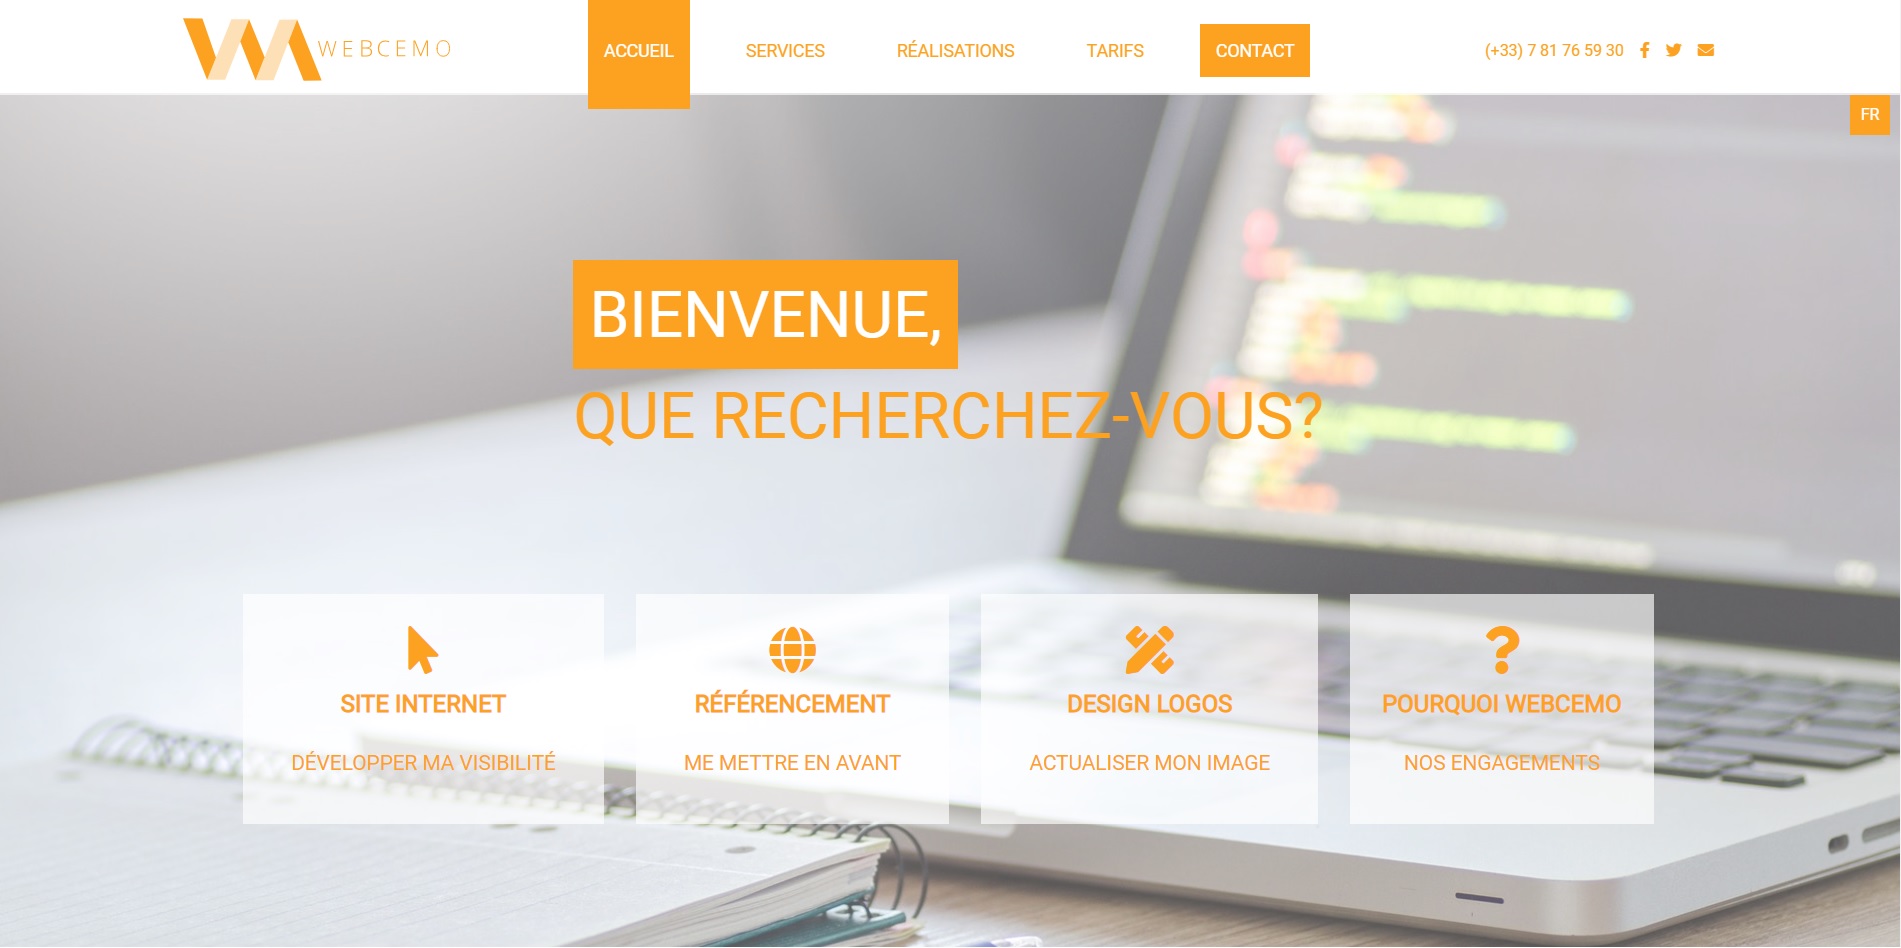 WEBCEMO
ACCUEIL SERVICES RÉALISATIONS TARIFS CONTACT
(+33) 7 81 76 59 30
FR
BIENVENUE,
QUE RECHERCHEZ-VOUS?
SITE INTERNET
DÉVELOPPER MA VISIBILITÉ
RÉFÉRENCEMENT
ME METTRE EN AVANT
DESIGN LOGOS
ACTUALISER MON IMAGE
POURQUOI WEBCEMO
NOS ENGAGEMENTS